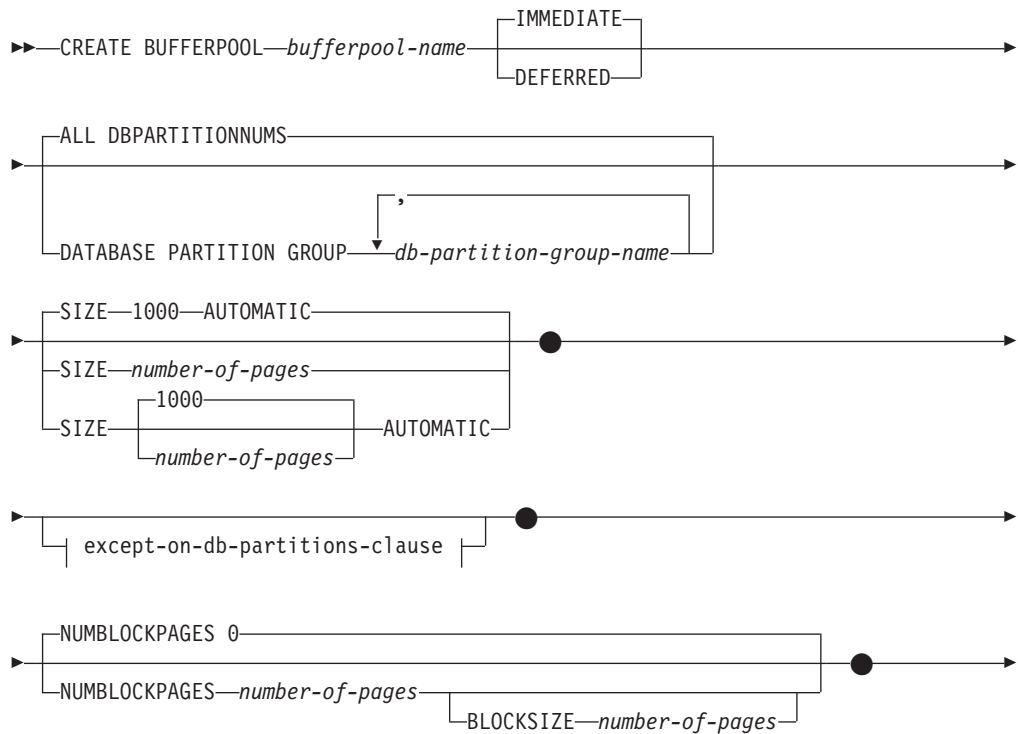 IMMEDIATE
CREATE BUFFERPOOL bufferpool-name
DEFERRED
ALL DBPARTITIONNUMS
,
DATABASE PARTITION GROUP db-partition-group-name
SIZE 1000 AUTOMATIC
SIZE number-of-pages
1000
SIZE AUTOMATIC
number-of-pages
except-on-db-partitions-clause
NUMBLOCKPAGES 0
NUMBLOCKPAGES number-of-pages
BLOCKSIZE number-of-pages